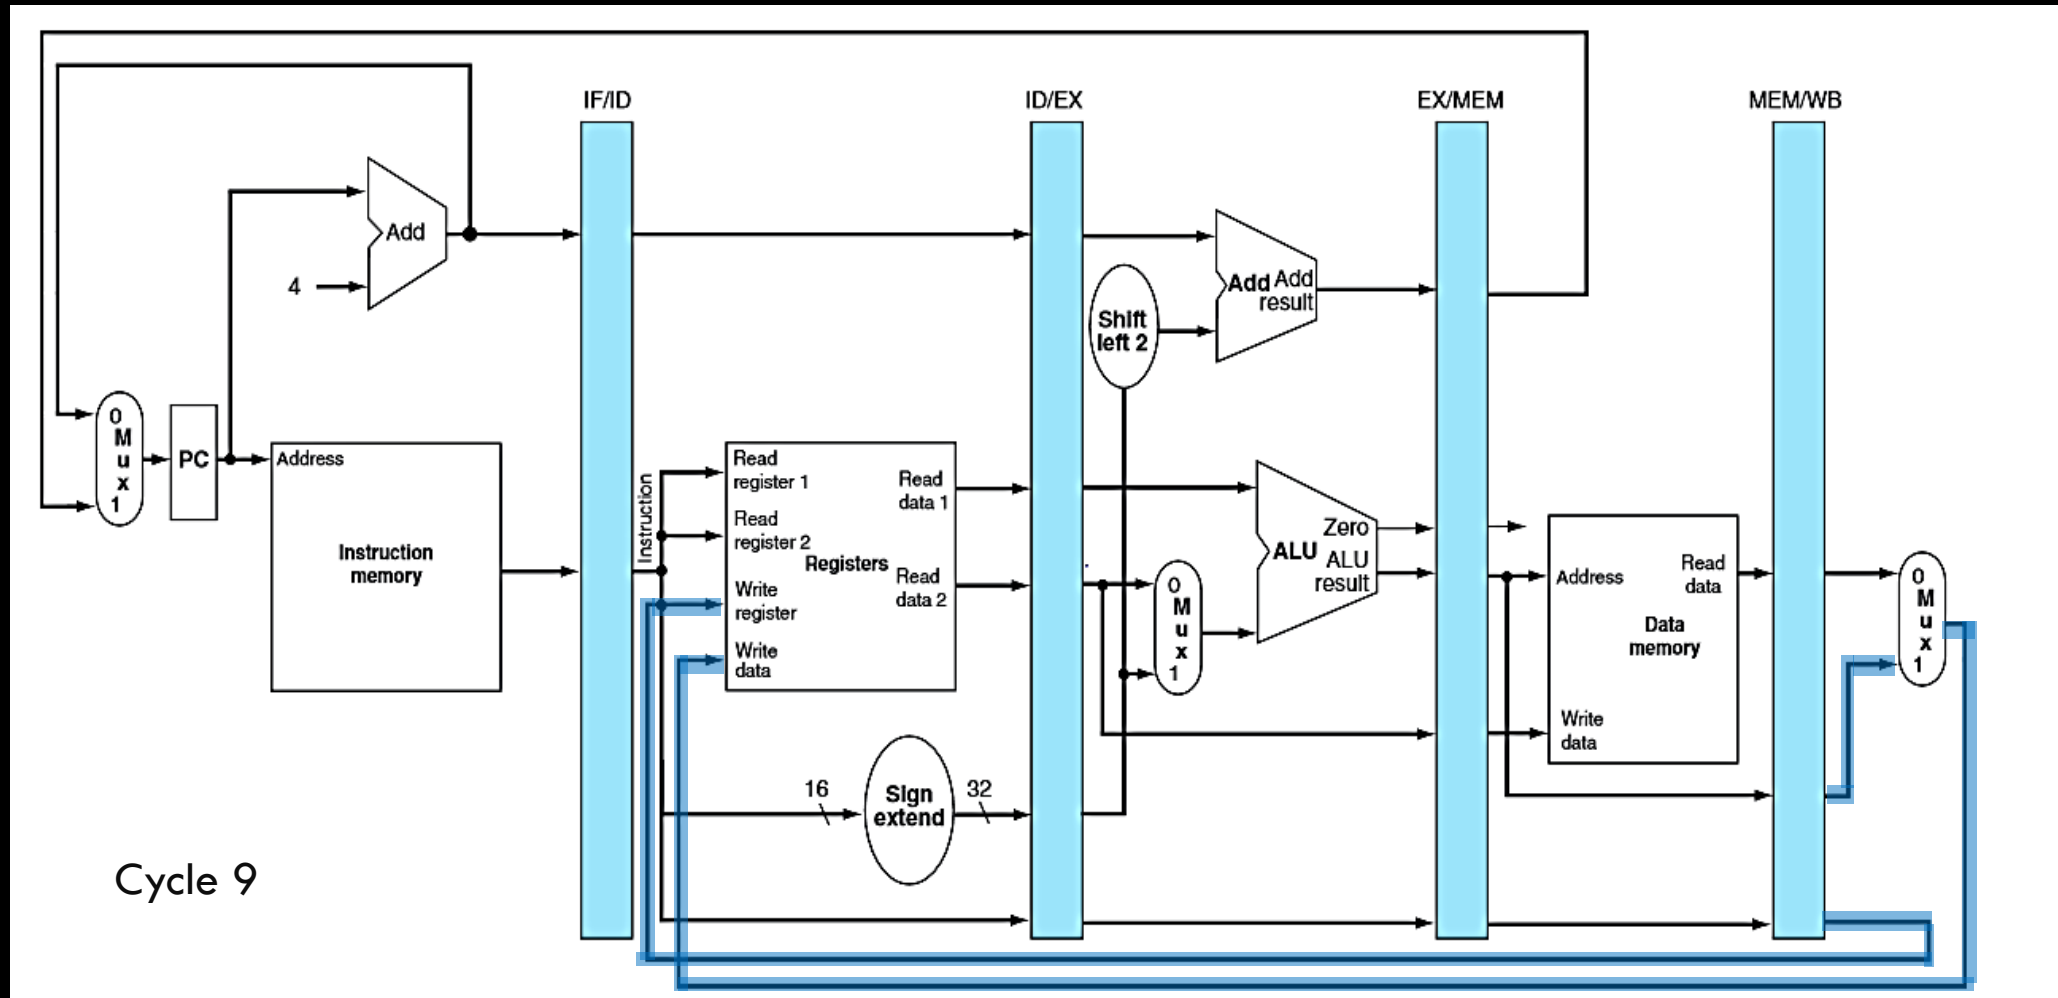 IF/ID
ID/EX
EX/MEM
MEM/WB
Add
4
Add Add
result
Shift
left 2
0
M
u
x
1
PC
Address
Instruction
memory
Instruction
Read
register 1
Read
register 2
Write
register
Write
data
Registers
Read
data 1
Read
data 2
0
M
u
x
1
Zero
ALU
ALU
result
Address
Read
data
Data
memory
Write
data
0
M
u
x
1
16
Sign
extend
32
Cycle 9